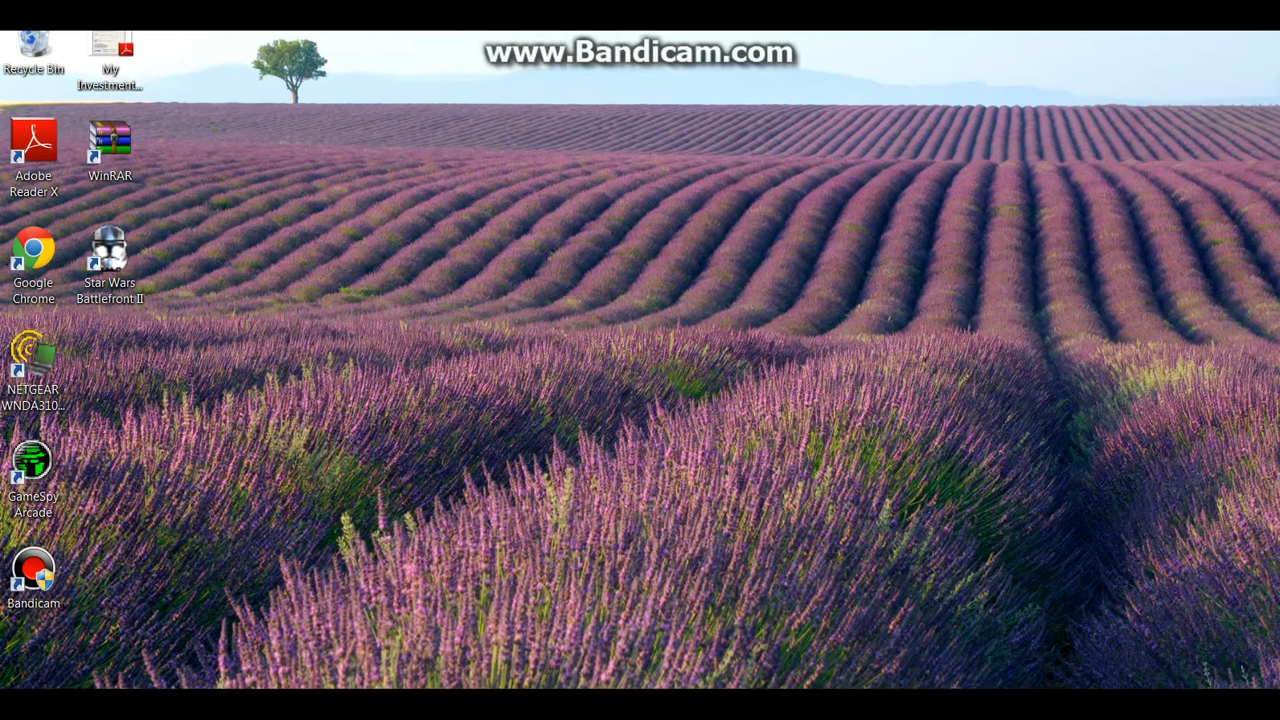 www.Bandicam.com
Recycle Bin
My
Investment...
Adobe
Reader X
WinRAR
Google
Chrome
Star Wars
Battlefront II
NETGEAR
WNDA310...
GameSpy
Arcade
Bandicam